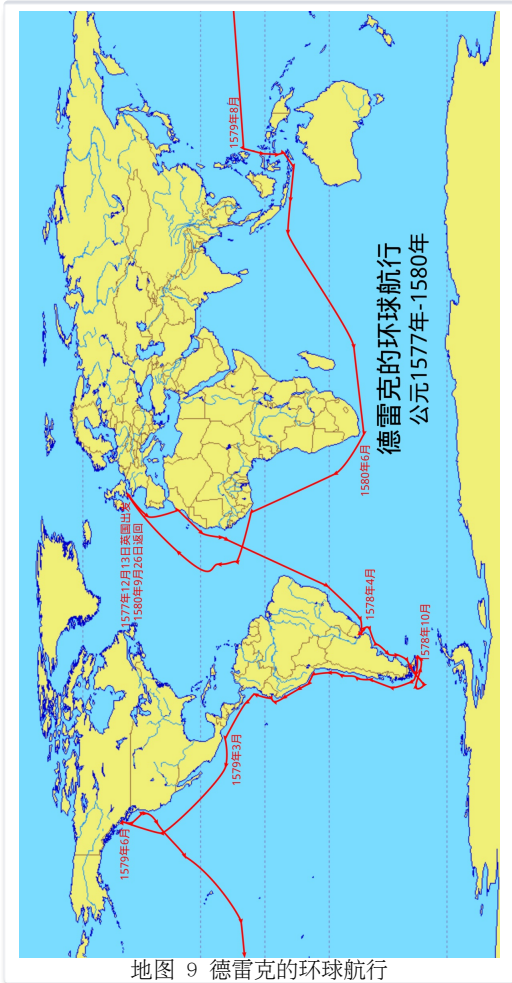 德雷克的环球航行
公元1577年-1580年
1577年12月13日英国出发
1580年9月26日返回
1578年4月
1578年10月
1579年3月
1579年6月
1579年8月
1580年6月
地图 9 德雷克的环球航行